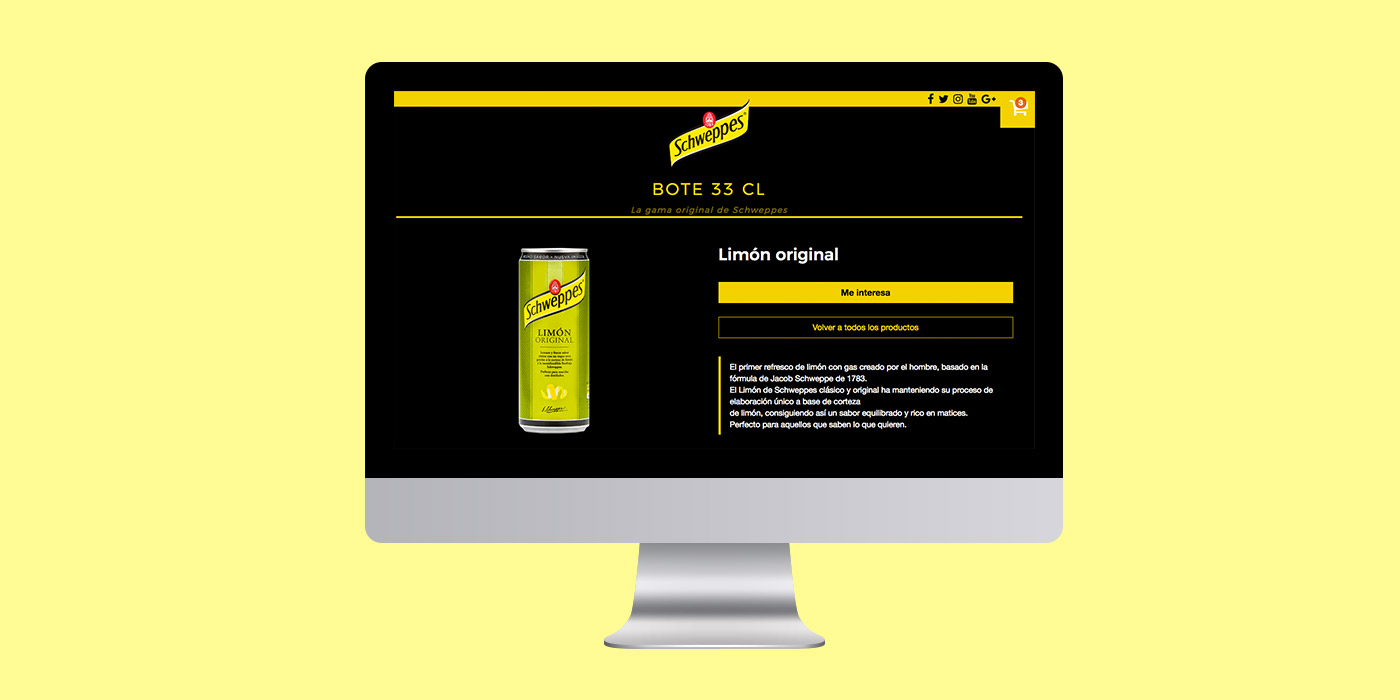 3
Schweppes
BOTE 33 CL
La gama original de Schweppes
Limón original
Me interesa
Volver a todos los productos
Schweppes
LIMÓN
ORIGINAL
El primer refresco de limón con gas creado por el hombre, basado en la
fórmula de Jacob Schweppe de 1783.
El Limón de Schweppes clásico y original ha manteniendo su proceso de
elaboración único a base de corteza
de limón, consiguiendo así un sabor equilibrado y rico en matices.
Perfecto para aquellos que saben lo que quieren.